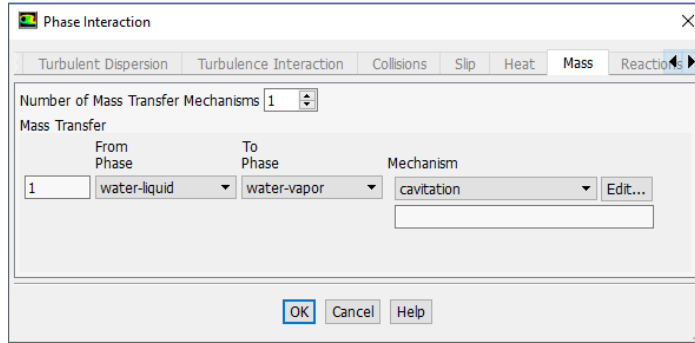 Phase Interaction
Turbulent Dispersion Turbulence Interaction Collisions Slip Heat Mass Reactions
Number of Mass Transfer Mechanisms 1
Mass Transfer
From Phase To Phase Mechanism
1 water-liquid water-vapor cavitation Edit...
OK Cancel Help